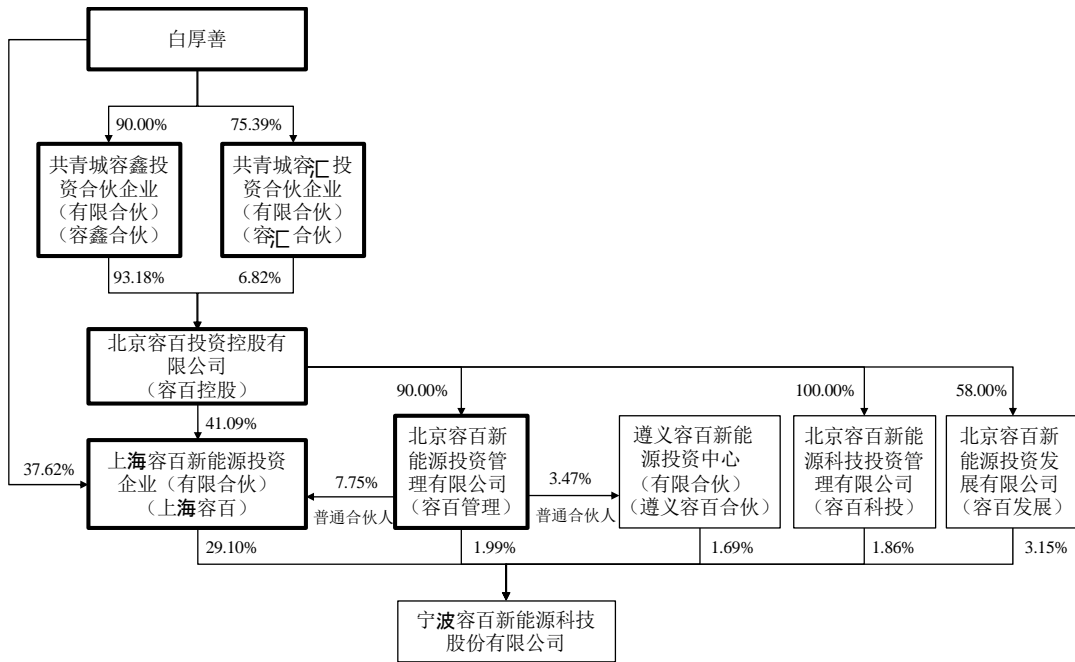 白厚善
90.00%
75.39%
共青城容鑫投
资合伙企业
（有限合伙）
（容鑫合伙）
共青城容汇投
资合伙企业
（有限合伙）
（容汇合伙）
93.18%
6.82%
北京容百投资控股有
限公司
（容百控股）
41.09%
90.00%
100.00%
58.00%
37.62%
上海容百新能源投资
企业（有限合伙）
（上海容百）
7.75%
普通合伙人
北京容百新
能源投资管
理有限公司
（容百管理）
3.47%
普通合伙人
遵义容百新能
源投资中心
（有限合伙）
（遵义容百合伙）
北京容百新能
源科技投资管
理有限公司
（容百科投）
北京容百新
能源投资发
展有限公司
（容百发展）
29.10%
1.99%
1.69%
1.86%
3.15%
宁波容百新能源科技
股份有限公司